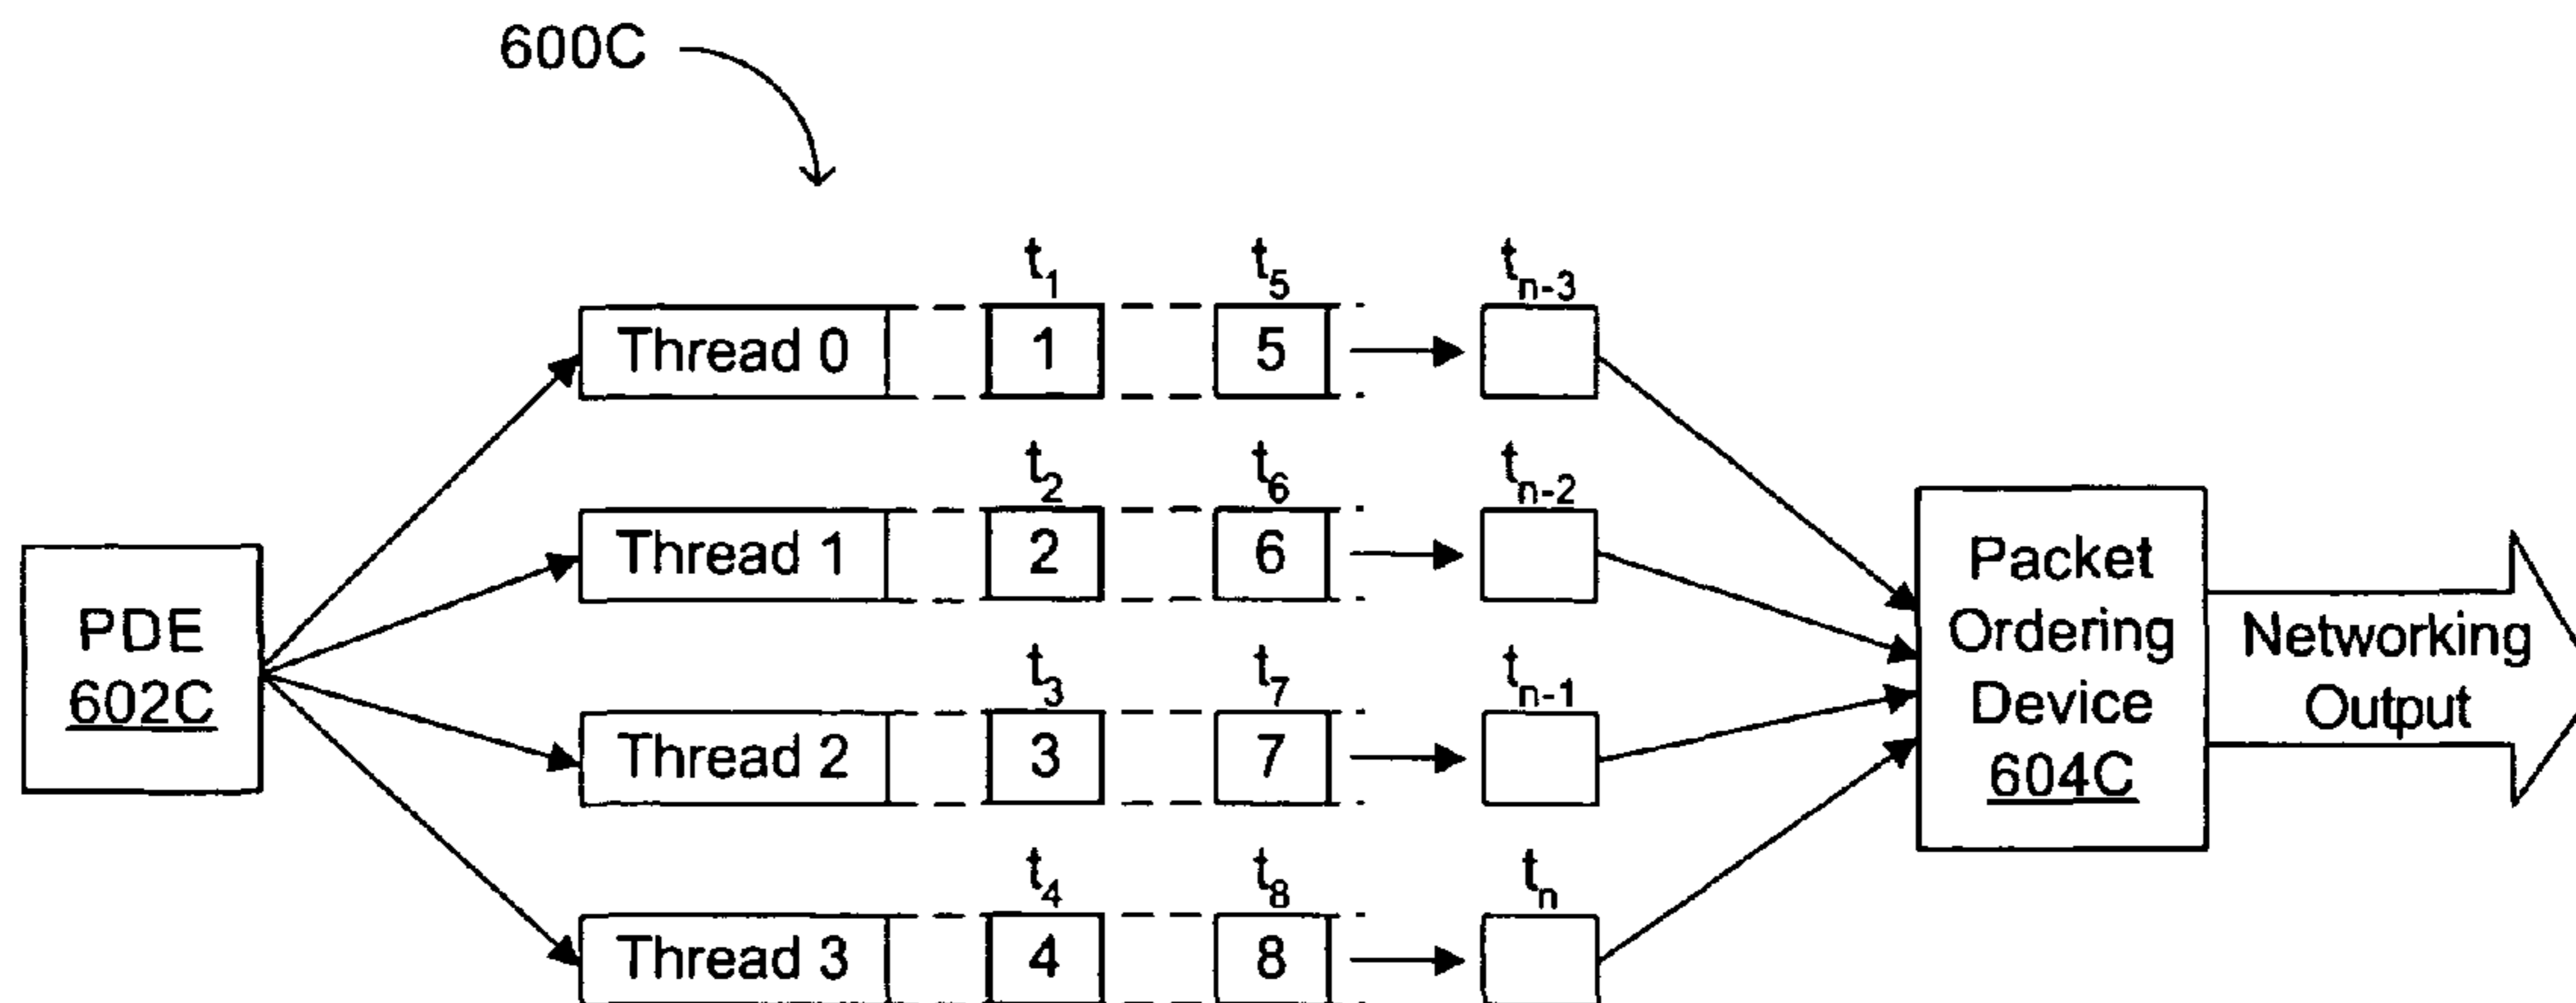 600C
t1 t5 tn-3
Thread 0 1 5
t2 t6 tn-2
Thread 1 2 6
PDE
602C
t3 t7 tn-1
Thread 2 3 7
t4 t8 tn
Thread 3 4 8
Packet
Ordering
Device
604C
Networking
Output